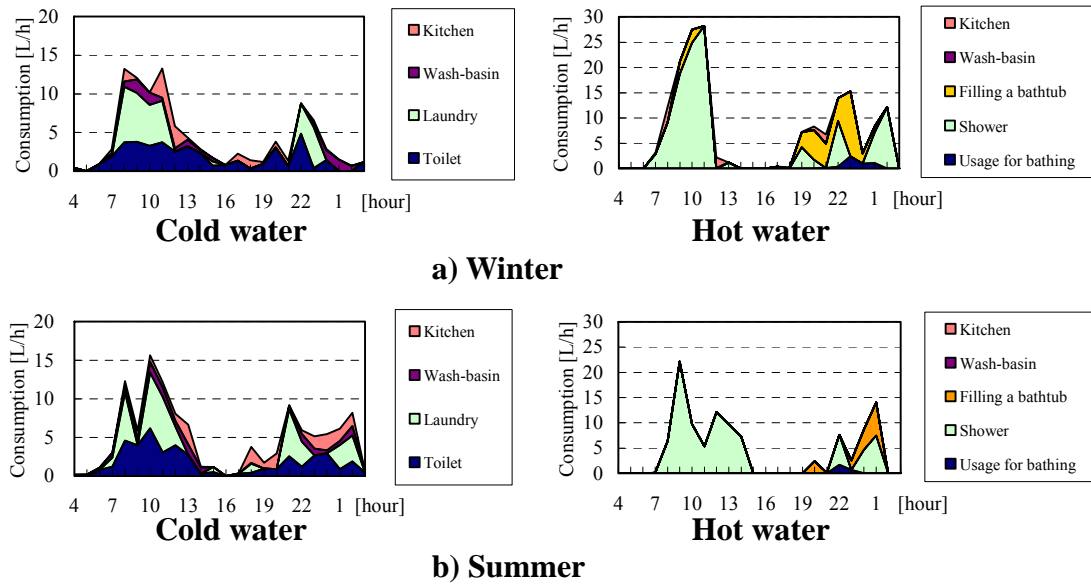 Consumption [L/h]
20
15
10
5
0
4 7 10 13 16 19 22 1 [hour]
Kitchen
Wash-basin
Laundry
Toilet
Cold water
Consumption [L/h]
30
25
20
15
10
5
0
4 7 10 13 16 19 22 1 [hour]
Kitchen
Wash-basin
Filling a bathtub
Shower
Usage for bathing
Hot water
a) Winter
Consumption [L/h]
20
15
10
5
0
4 7 10 13 16 19 22 1 [hour]
Kitchen
Wash-basin
Laundry
Toilet
Cold water
Consumption [L/h]
30
25
20
15
10
5
0
4 7 10 13 16 19 22 1 [hour]
Kitchen
Wash-basin
Filling a bathtub
Shower
Usage for bathing
Hot water
b) Summer